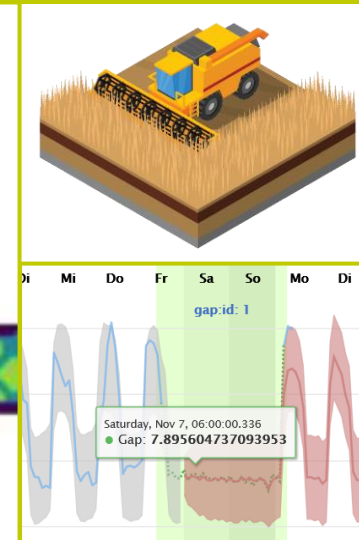 Di Mi Do Fr Sa So Mo Di
gap:id: 1
Saturday, Nov 7, 06:00:00.336
Gap: 7.895604737093953